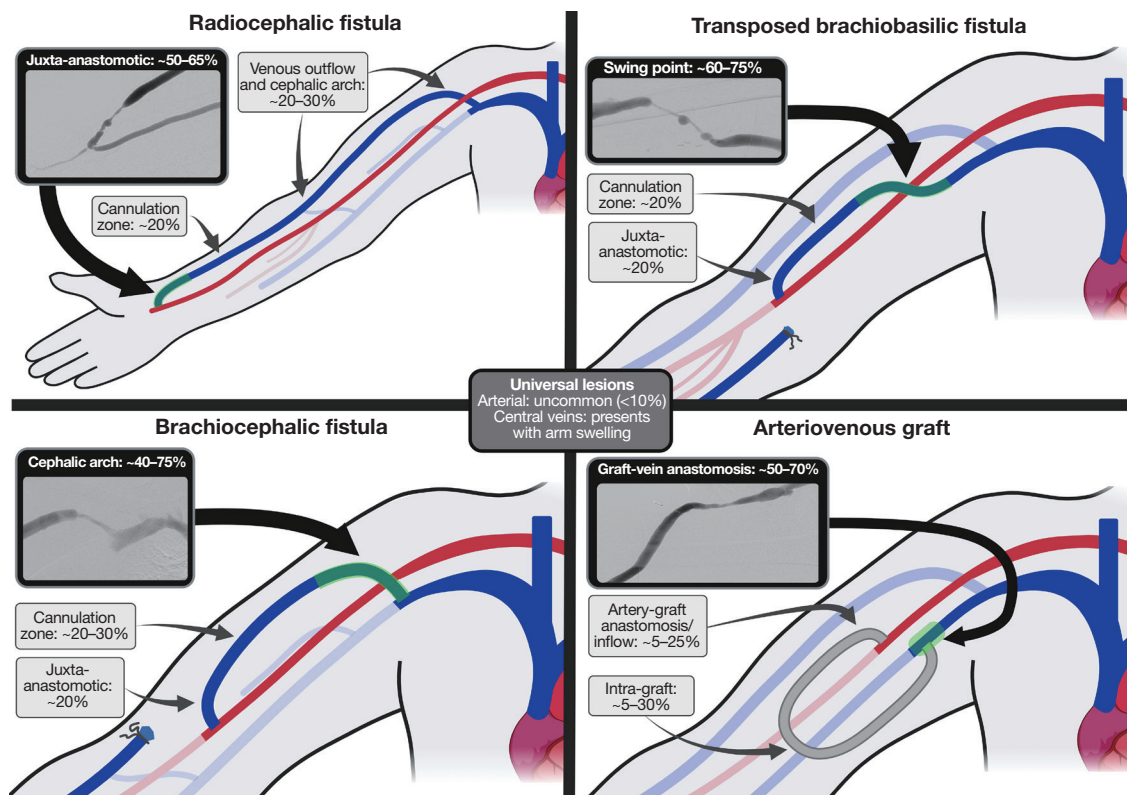 Radiocephalic fistula
Juxta-anastomotic: ~50–65%
Venous outflow
and cephalic arch:
~20–30%
Cannulation
zone: ~20%
Transposed brachiobasilic fistula
Swing point: ~60–75%
Cannulation
zone: ~20%
Juxta-
anastomotic:
~20%
Universal lesions
Arterial: uncommon (<10%)
Central veins: presents
with arm swelling
Brachiocephalic fistula
Cephalic arch: ~40–75%
Cannulation
zone: ~20–30%
Juxta-
anastomotic:
~20%
Arteriovenous graft
Graft-vein anastomosis: ~50–70%
Artery-graft
anastomosis/
inflow: ~5–25%
Intra-graft:
~5–30%